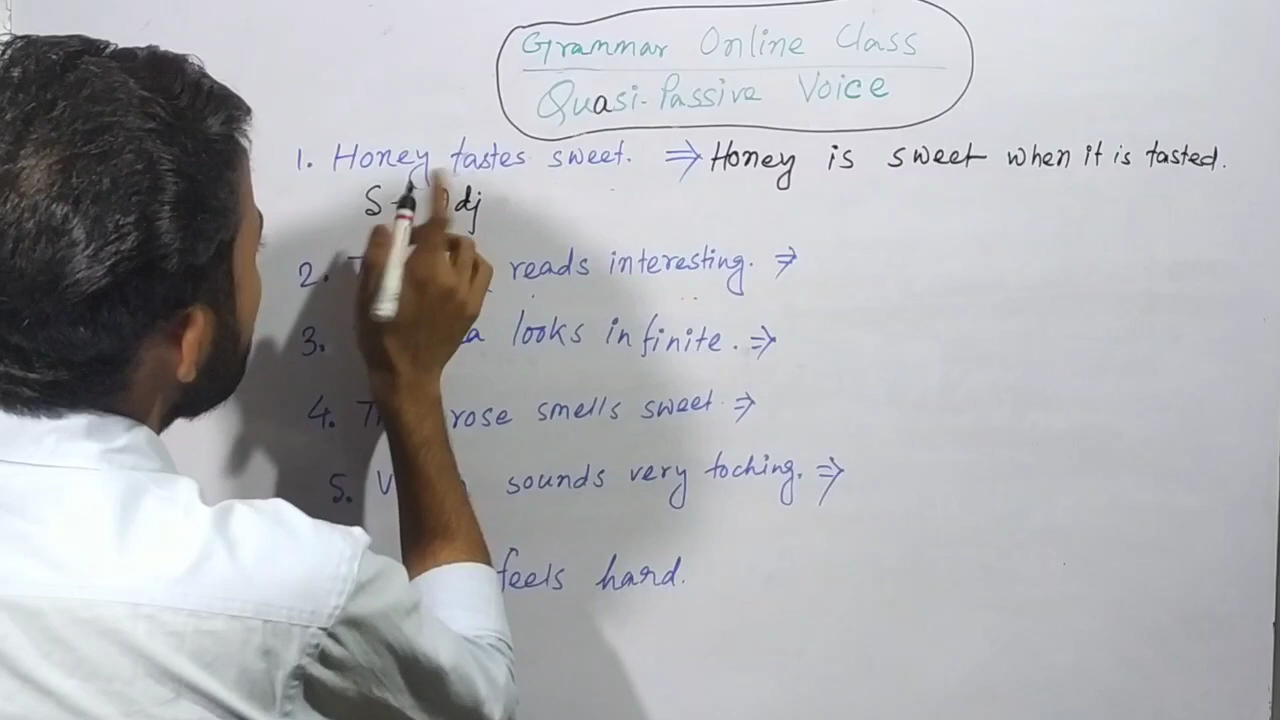 Grammar Online Class
Quasi-Passive Voice
1. Honey tastes sweet. ⇒ Honey is sweet when it is tasted.
S + Adj
2. reads interesting. ⇒
3. looks infinite. ⇒
4. rose smells sweet. ⇒
5. sounds very toching. ⇒
feels hard.